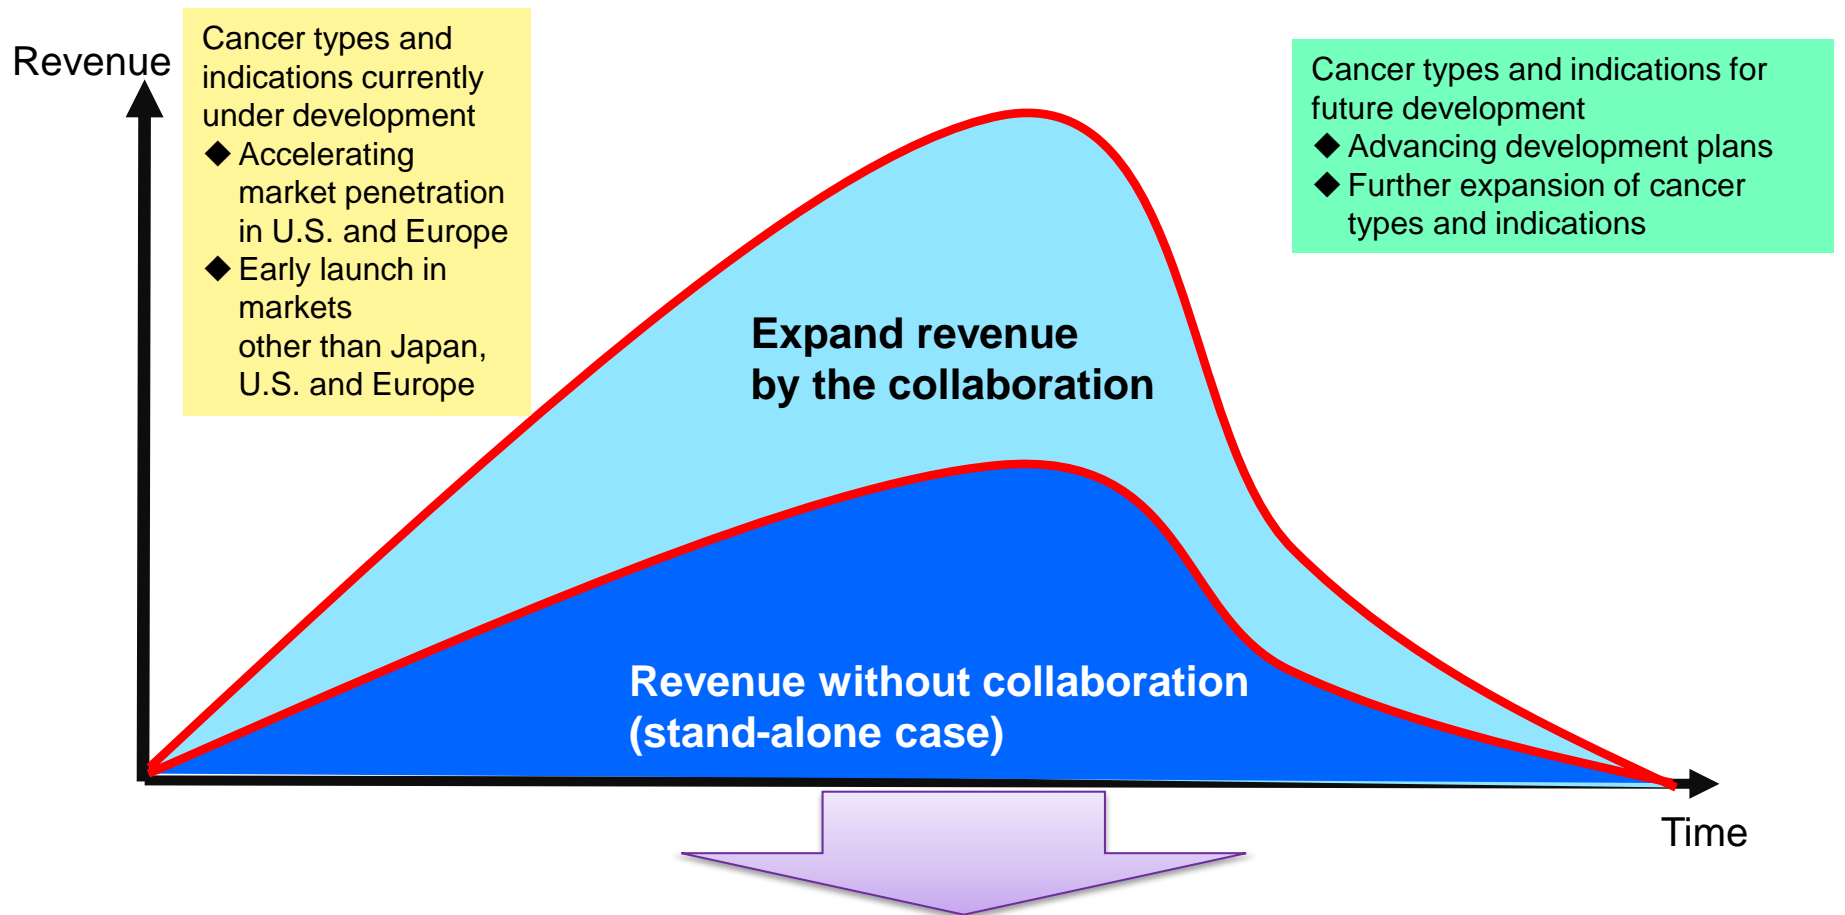 Revenue
Cancer types and
indications currently
under development
◆ Accelerating
market penetration
in U.S. and Europe
◆ Early launch in
markets
other than Japan,
U.S. and Europe
Cancer types and indications for
future development
◆ Advancing development plans
◆ Further expansion of cancer
types and indications
Expand revenue
by the collaboration
Revenue without collaboration
(stand-alone case)
Time